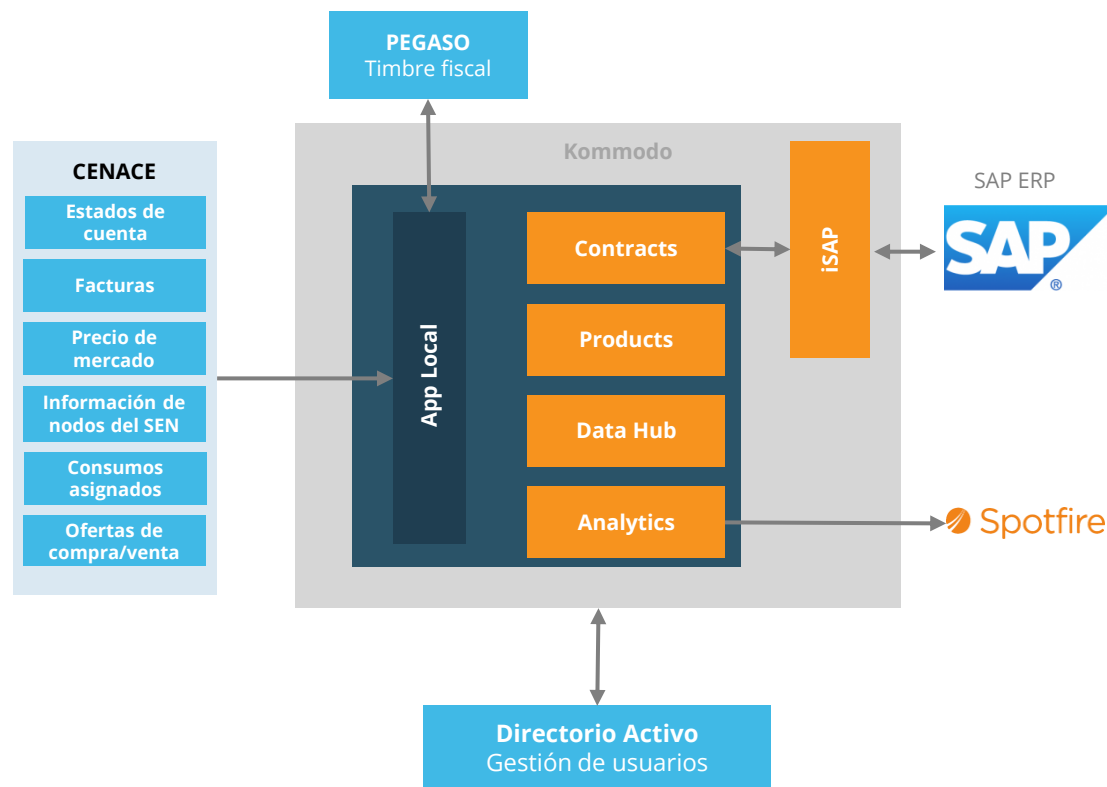 PEGASO
Timbre fiscal
Kommodo
CENACE
Estados de
cuenta
Facturas
Precio de
mercado
Información de
nodos del SEN
Consumos
asignados
Ofertas de
compra/venta
App Local
Contracts
Products
Data Hub
Analytics
iSAP
SAP ERP
SAP®
Spotfire
Directorio Activo
Gestión de usuarios